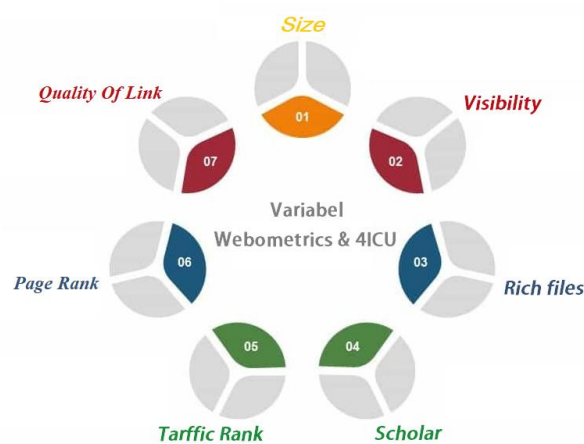 Size
01
Visibility
02
Quality Of Link
07
Variabel
Webometrics & 4ICU
03
Rich files
06
Page Rank
04
Scholar
05
Tarffic Rank